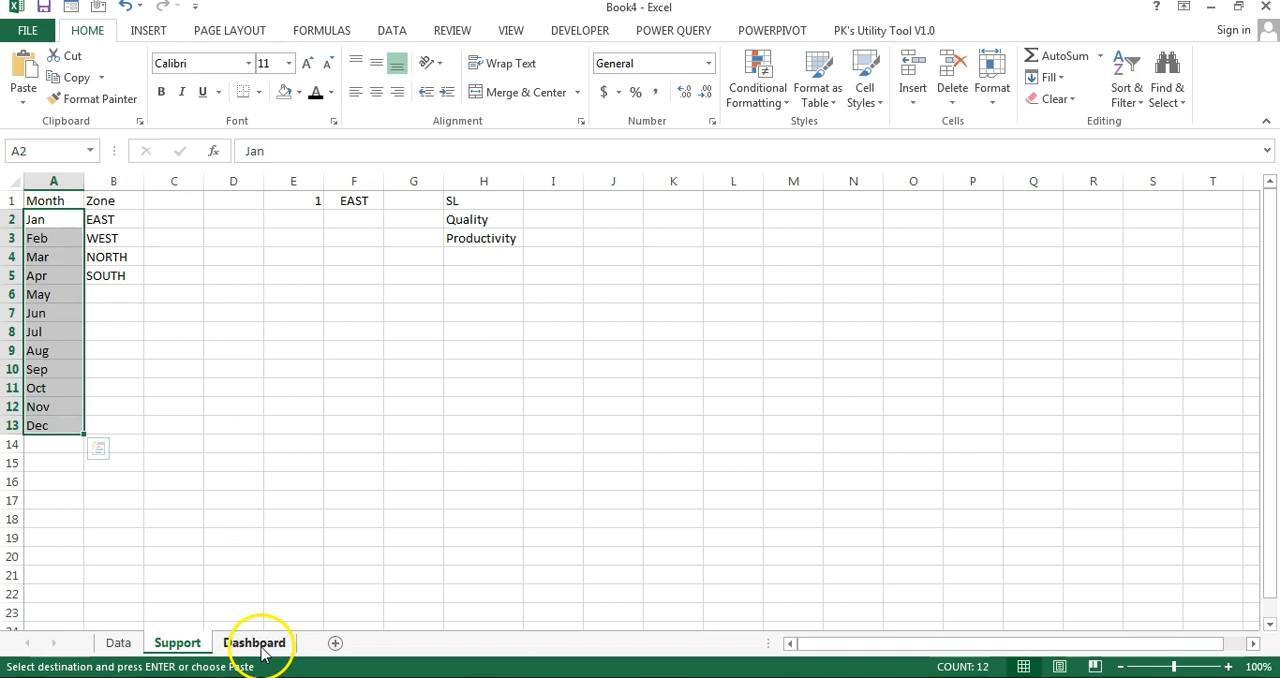 Book4 - Excel
?
FILE HOME INSERT PAGE LAYOUT FORMULAS DATA REVIEW VIEW DEVELOPER POWER QUERY POWERPIVOT PK's Utility Tool V1.0 Sign in
Paste
Cut
Copy
Format Painter
Clipboard
Calibri 11
B I U
Font
Wrap Text
Merge & Center
Alignment
General
$ % ,
Number
Conditional Formatting
Format as Table
Cell Styles
Styles
Insert
Delete
Format
Cells
AutoSum
Fill
Clear
Sort & Filter
Find & Select
Editing
A2 fx Jan
A B C D E F G H I J K L M N O P Q R S T
1 Month Zone 1 EAST SL
2 Jan EAST Quality
3 Feb WEST Productivity
4 Mar NORTH
5 Apr SOUTH
6 May
7 Jun
8 Jul
9 Aug
10 Sep
11 Oct
12 Nov
13 Dec
14
15
16
17
18
19
20
21
22
23
Data Support Dashboard
Select destination and press ENTER or choose Paste COUNT: 12 100%